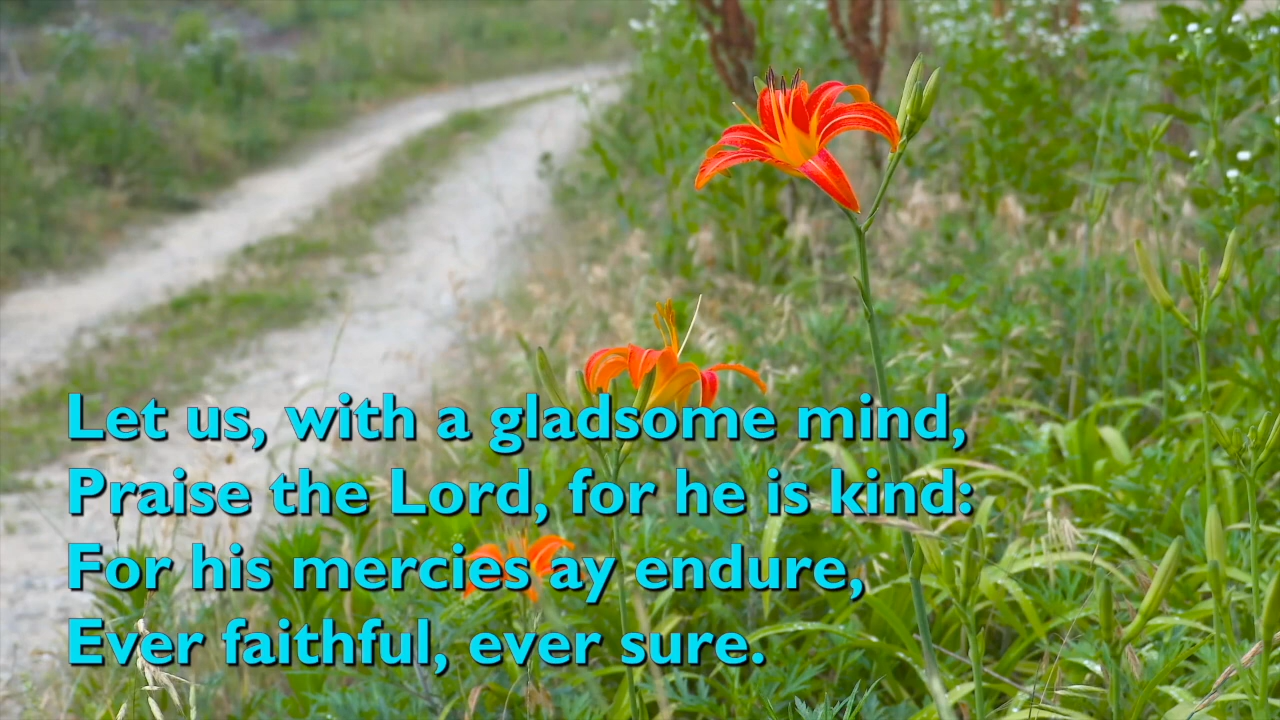 Let us, with a gladsome mind,
Praise the Lord, for he is kind:
For his mercies ay endure,
Ever faithful, ever sure.